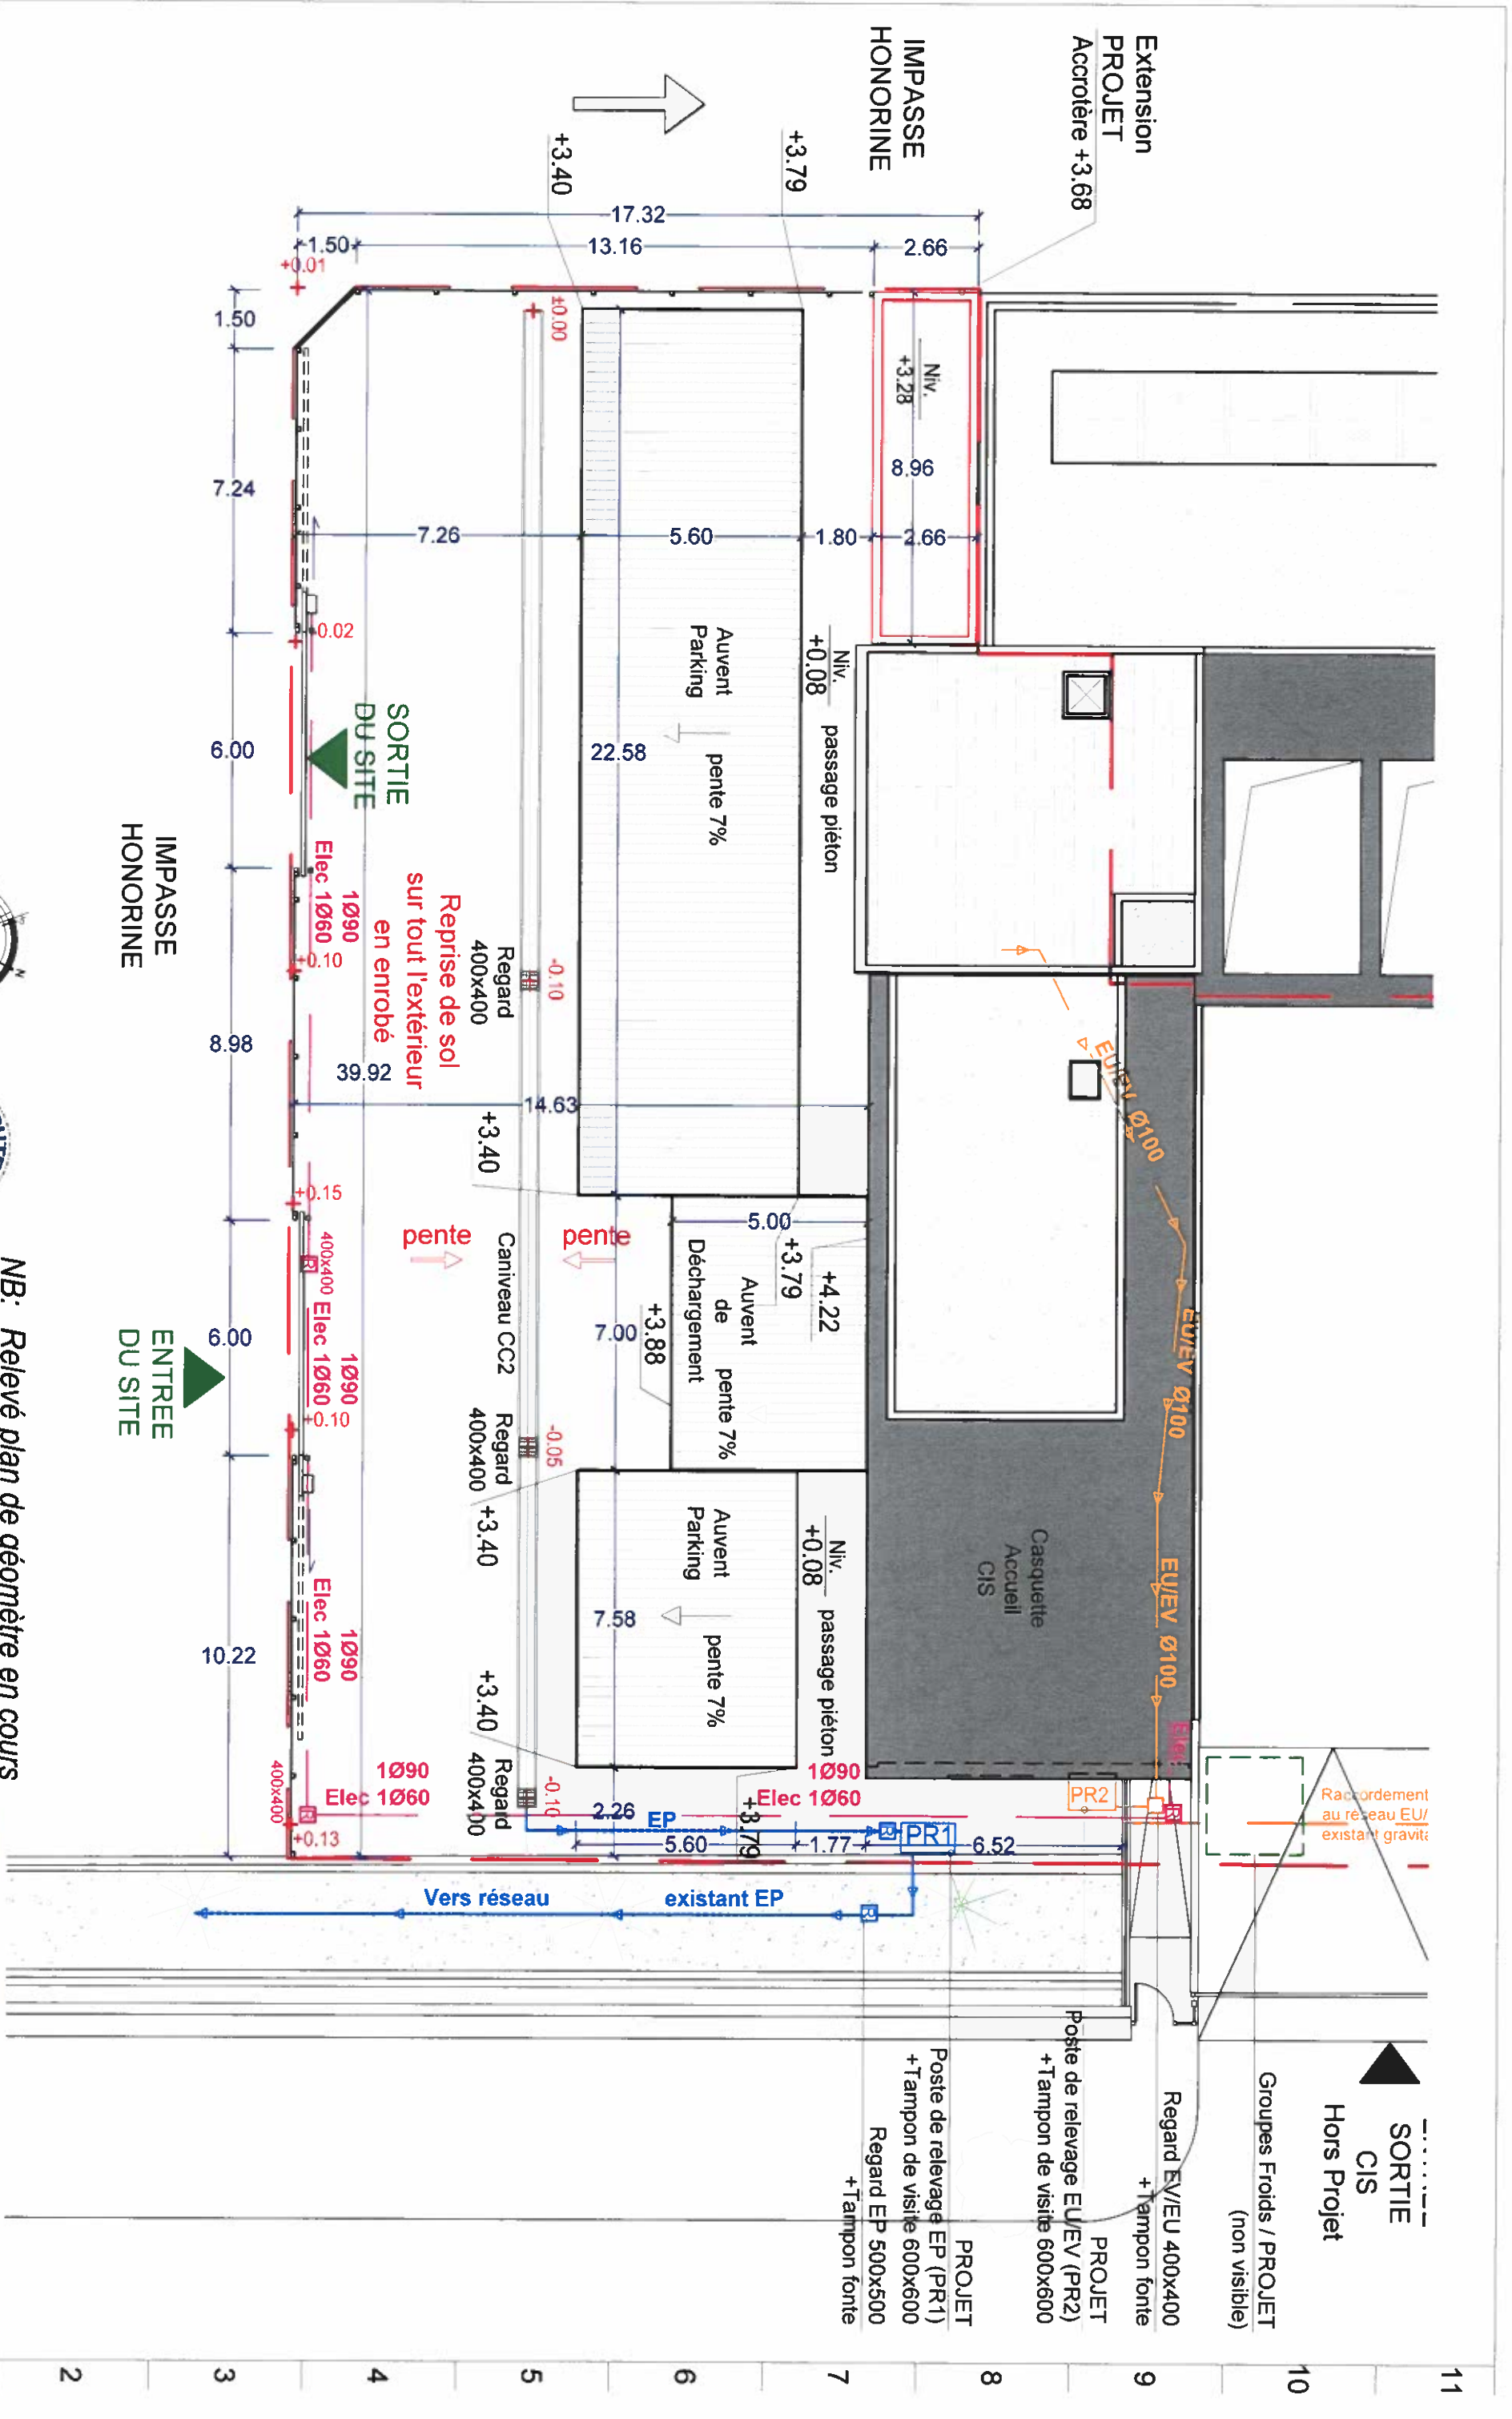 Extension
PROJET
Accrotère +3.68
IMPASSE
HONORINE
+3.79
+3.40
17.32
1.50
13.16
2.66
+0.01
±0.00
1.50
7.24
6.00
8.98
6.00
10.22
Niv.
+3.28
8.96
7.26
5.60
1.80
2.66
0.02
Auvent
Parking
pente 7%
Niv.
+0.08
passage piéton
22.58
SORTIE
DU SITE
IMPASSE
HONORINE
1Ø90
Elec 1Ø60
+0.10
Reprise de sol
sur tout l'extérieur
en enrobé
39.92
Regard
400x400
-0.10
14.63
+3.40
+0.15
pente
pente
Caniveau CC2
5.00
+3.79
+4.22
Auvent
de
Déchargement
pente 7%
+3.88
7.00
400x400
R
1Ø90
Elec 1Ø60
ENTREE
DU SITE
+0.10
Regard
400x400
-0.05
+3.40
Auvent
Parking
pente 7%
Niv.
+0.08
passage piéton
7.58
Casquette
Accueil
CIS
EU/EV Ø100
EU/EV Ø100
EU/EV Ø100
1Ø90
Elec 1Ø60
+3.40
Regard
400x400
-0.10
400x400
R
1Ø90
Elec 1Ø60
+0.13
1Ø90
Elec 1Ø60
2.26
EP
+3.79
5.60
1.77
6.52
R
PR1
PR2
Elec
R
Raccordement
au réseau EU/
existant gravita
Vers réseau
existant EP
R
SORTIE
CIS
Hors Projet
Groupes Froids / PROJET
(non visible)
Regard EV/EU 400x400
+Tampon fonte
PROJET
Poste de relevage EU/EV (PR2)
+Tampon de visite 600x600
PROJET
Poste de relevage EP (PR1)
+Tampon de visite 600x600
Regard EP 500x500
+Tampon fonte
N
NB: Relevé plan de géomètre en cours
2
3
4
5
6
7
8
9
10
11